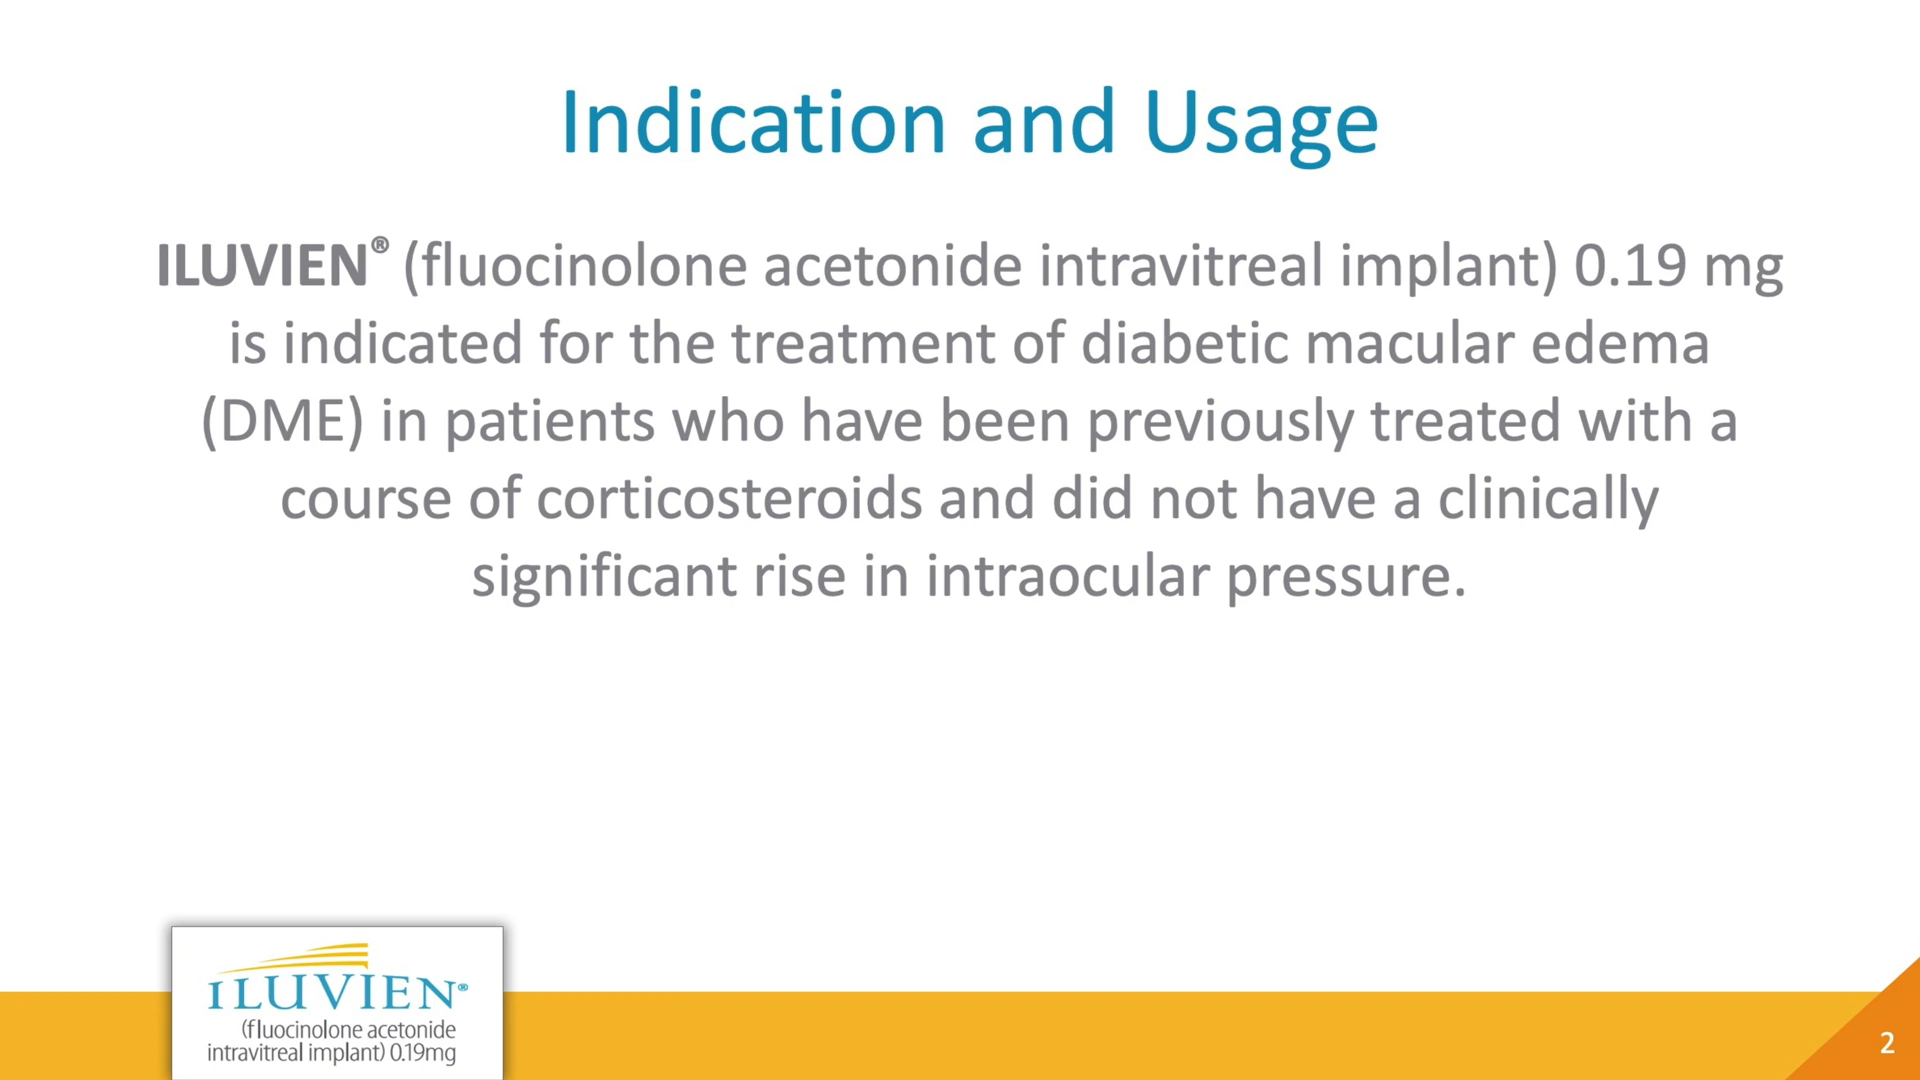 Indication and Usage
ILUVIEN® (fluocinolone acetonide intravitreal implant) 0.19 mg
is indicated for the treatment of diabetic macular edema
(DME) in patients who have been previously treated with a
course of corticosteroids and did not have a clinically
significant rise in intraocular pressure.
ILUVIEN®
(fluocinolone acetonide
intravitreal implant) 0.19mg
2